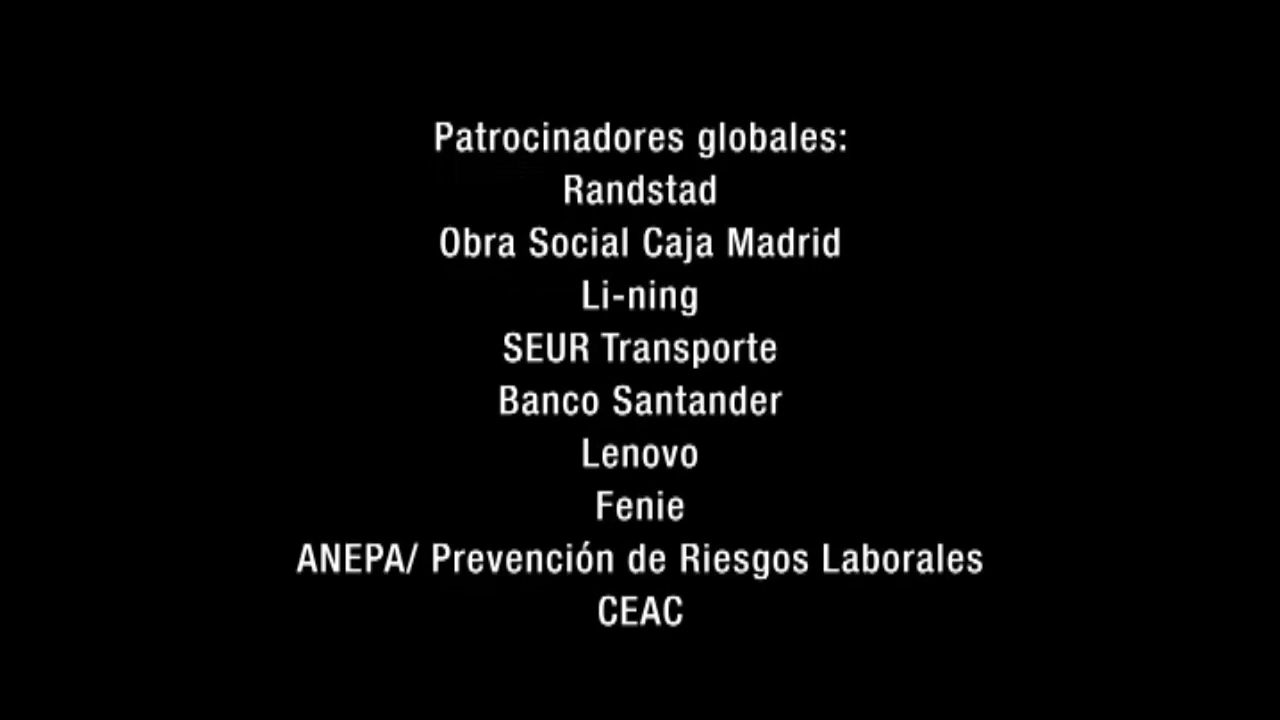 Patrocinadores globales:
Randstad
Obra Social Caja Madrid
Li-ning
SEUR Transporte
Banco Santander
Lenovo
Fenie
ANEPA/ Prevención de Riesgos Laborales
CEAC